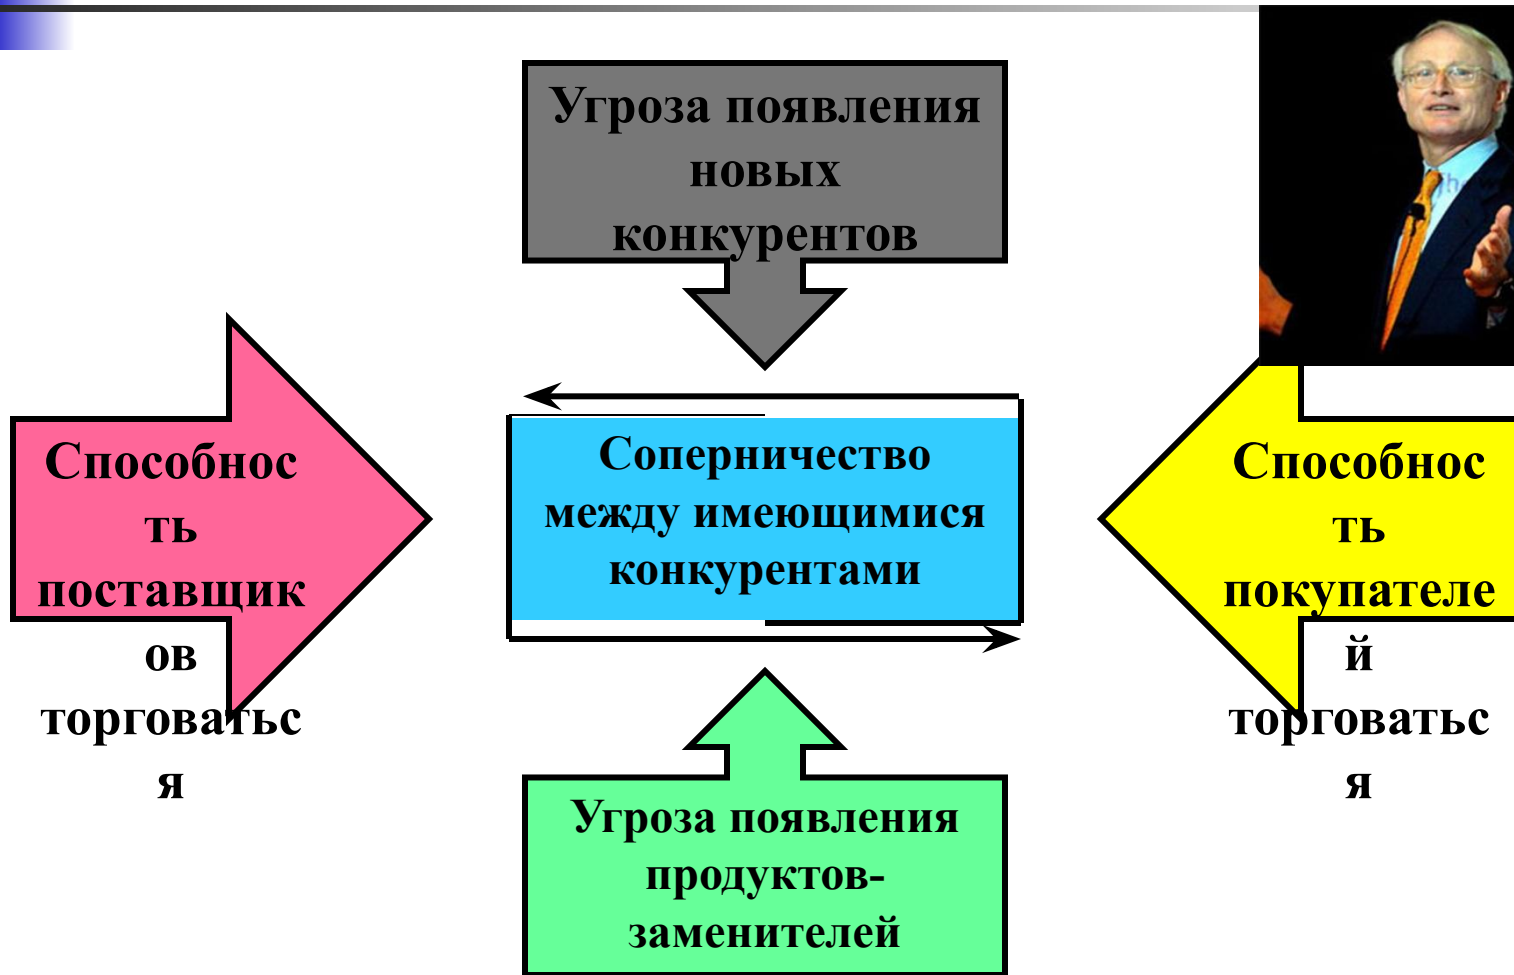 Угроза появления
новых
конкурентов
Способнос
ть
поставщик
ов
торговатьс
я
Соперничество
между имеющимися
конкурентами
Способнос
ть
покупателе
й
торговатьс
я
Угроза появления
продуктов-
заменителей